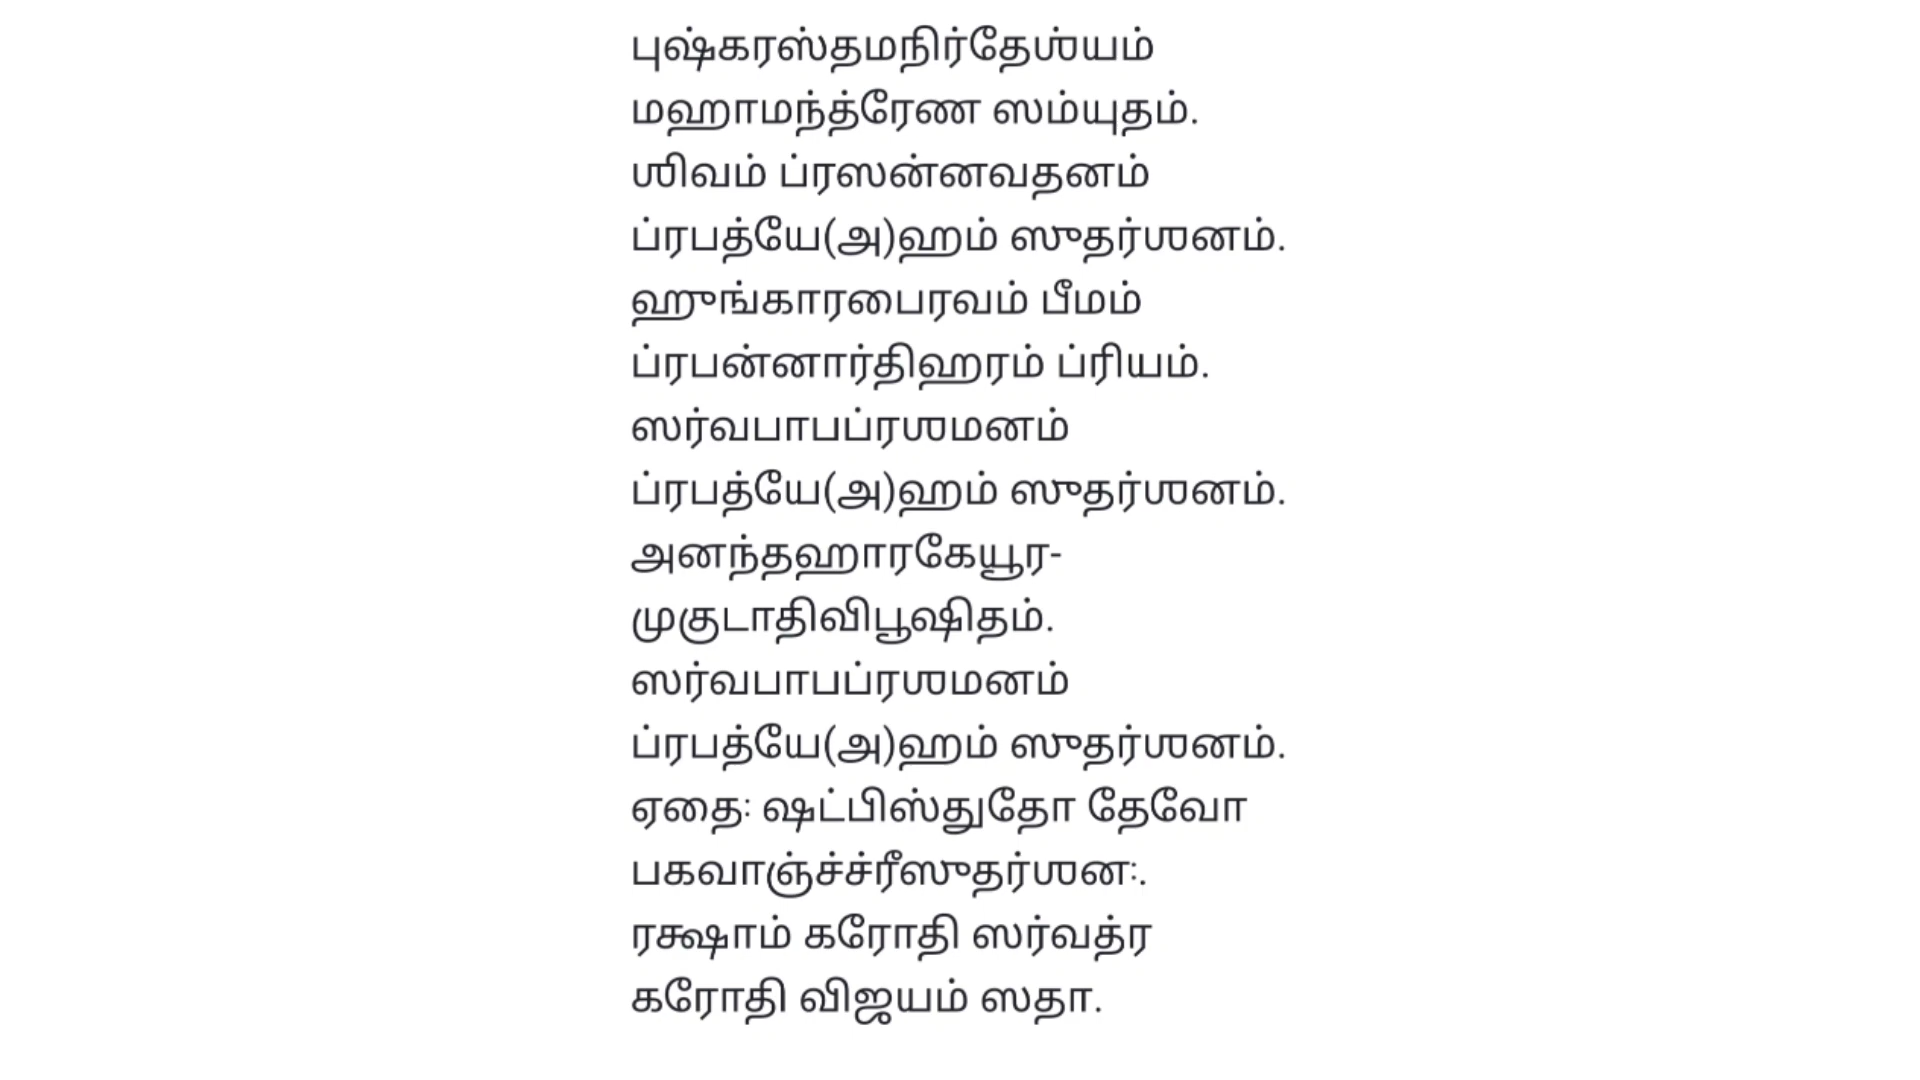 புஷ்கரஸ்தமநிர்தேஶ்யம்
மஹாமந்த்ரேண ஸம்யுதம்.
ஶிவம் ப்ரஸன்னவதனம்
ப்ரபத்யே(அ)ஹம் ஸுதர்ஶனம்.
ஹுங்காரபைரவம் பீமம்
ப்ரபன்னார்திஹரம் ப்ரியம்.
ஸர்வபாபப்ரஶமனம்
ப்ரபத்யே(அ)ஹம் ஸுதர்ஶனம்.
அனந்தஹாரகேயூர-
முகுடாதிவிபூஷிதம்.
ஸர்வபாபப்ரஶமனம்
ப்ரபத்யே(அ)ஹம் ஸுதர்ஶனம்.
ஏதை꞉ ஷட்பிஸ்துதோ தேவோ
பகவாஞ்ச்ச்ரீஸுதர்ஶன꞉.
ரக்ஷாம் கரோதி ஸர்வத்ர
கரோதி விஜயம் ஸதா.